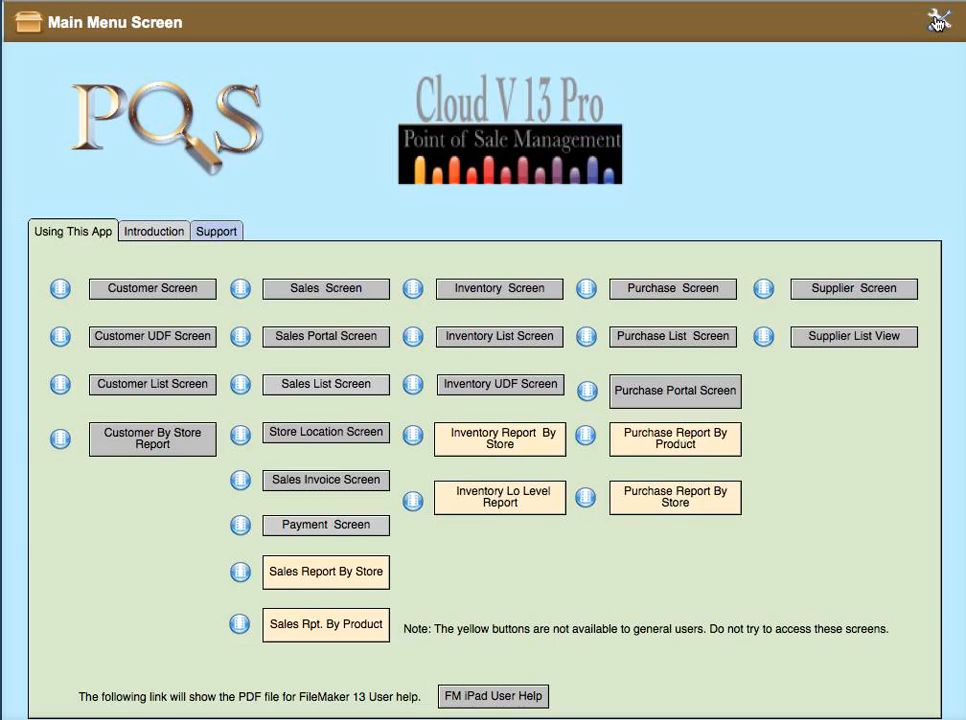 Main Menu Screen
POS
Cloud V 13 Pro
Point of Sale Management
Using This App
Introduction
Support
Customer Screen
Sales Screen
Inventory Screen
Purchase Screen
Supplier Screen
Customer UDF Screen
Sales Portal Screen
Inventory List Screen
Purchase List Screen
Supplier List View
Customer List Screen
Sales List Screen
Inventory UDF Screen
Purchase Portal Screen
Customer By Store
Report
Store Location Screen
Inventory Report By
Store
Purchase Report By
Product
Sales Invoice Screen
Inventory Lo Level
Report
Purchase Report By
Store
Payment Screen
Sales Report By Store
Sales Rpt. By Product
Note: The yellow buttons are not available to general users. Do not try to access these screens.
The following link will show the PDF file for FileMaker 13 User help.
FM iPad User Help